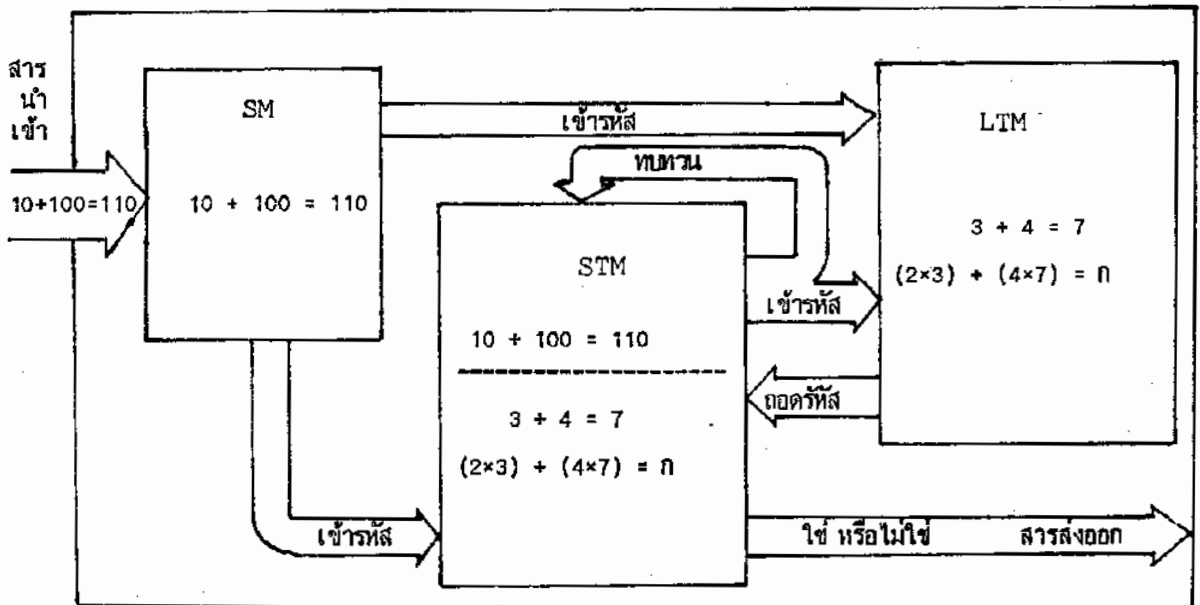 สาร
นำ
เข้า
10+100=110
SM
10 + 100 = 110
เข้ารหัส
ทบทวน
LTM
3 + 4 = 7
(2×3) + (4×7) = ก
STM
10 + 100 = 110
3 + 4 = 7
(2×3) + (4×7) = ก
เข้ารหัส
ถอดรหัส
เข้ารหัส
ใช่ หรือไม่ใช่ สารส่งออก